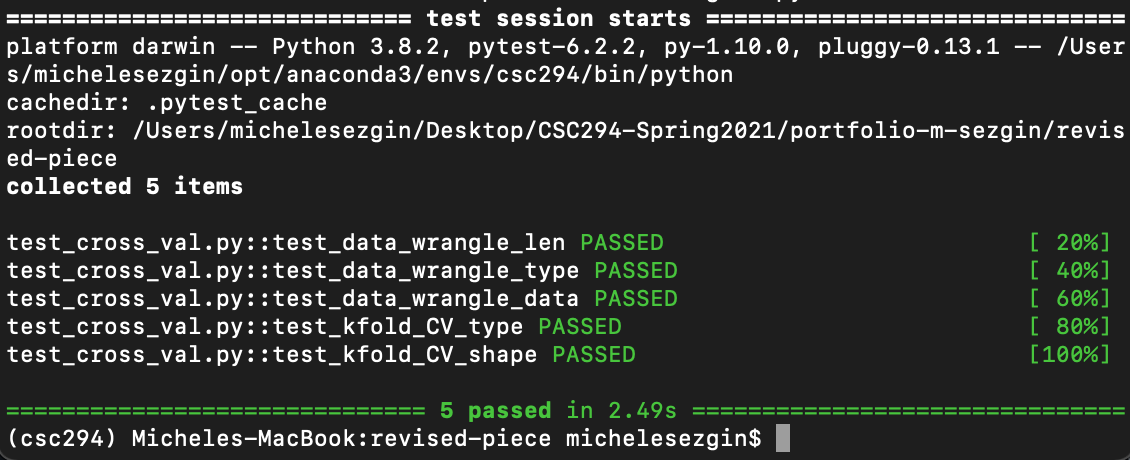 ============================= test session starts ==============================
platform darwin -- Python 3.8.2, pytest-6.2.2, py-1.10.0, pluggy-0.13.1 -- /User
s/michelesezgin/opt/anaconda3/envs/csc294/bin/python
cachedir: .pytest_cache
rootdir: /Users/michelesezgin/Desktop/CSC294-Spring2021/portfolio-m-sezgin/revis
ed-piece
collected 5 items

test_cross_val.py::test_data_wrangle_len PASSED                          [ 20%]
test_cross_val.py::test_data_wrangle_type PASSED                         [ 40%]
test_cross_val.py::test_data_wrangle_data PASSED                         [ 60%]
test_cross_val.py::test_kfold_CV_type PASSED                             [ 80%]
test_cross_val.py::test_kfold_CV_shape PASSED                            [100%]

============================== 5 passed in 2.49s ===============================
(csc294) Micheles-MacBook:revised-piece michelesezgin$